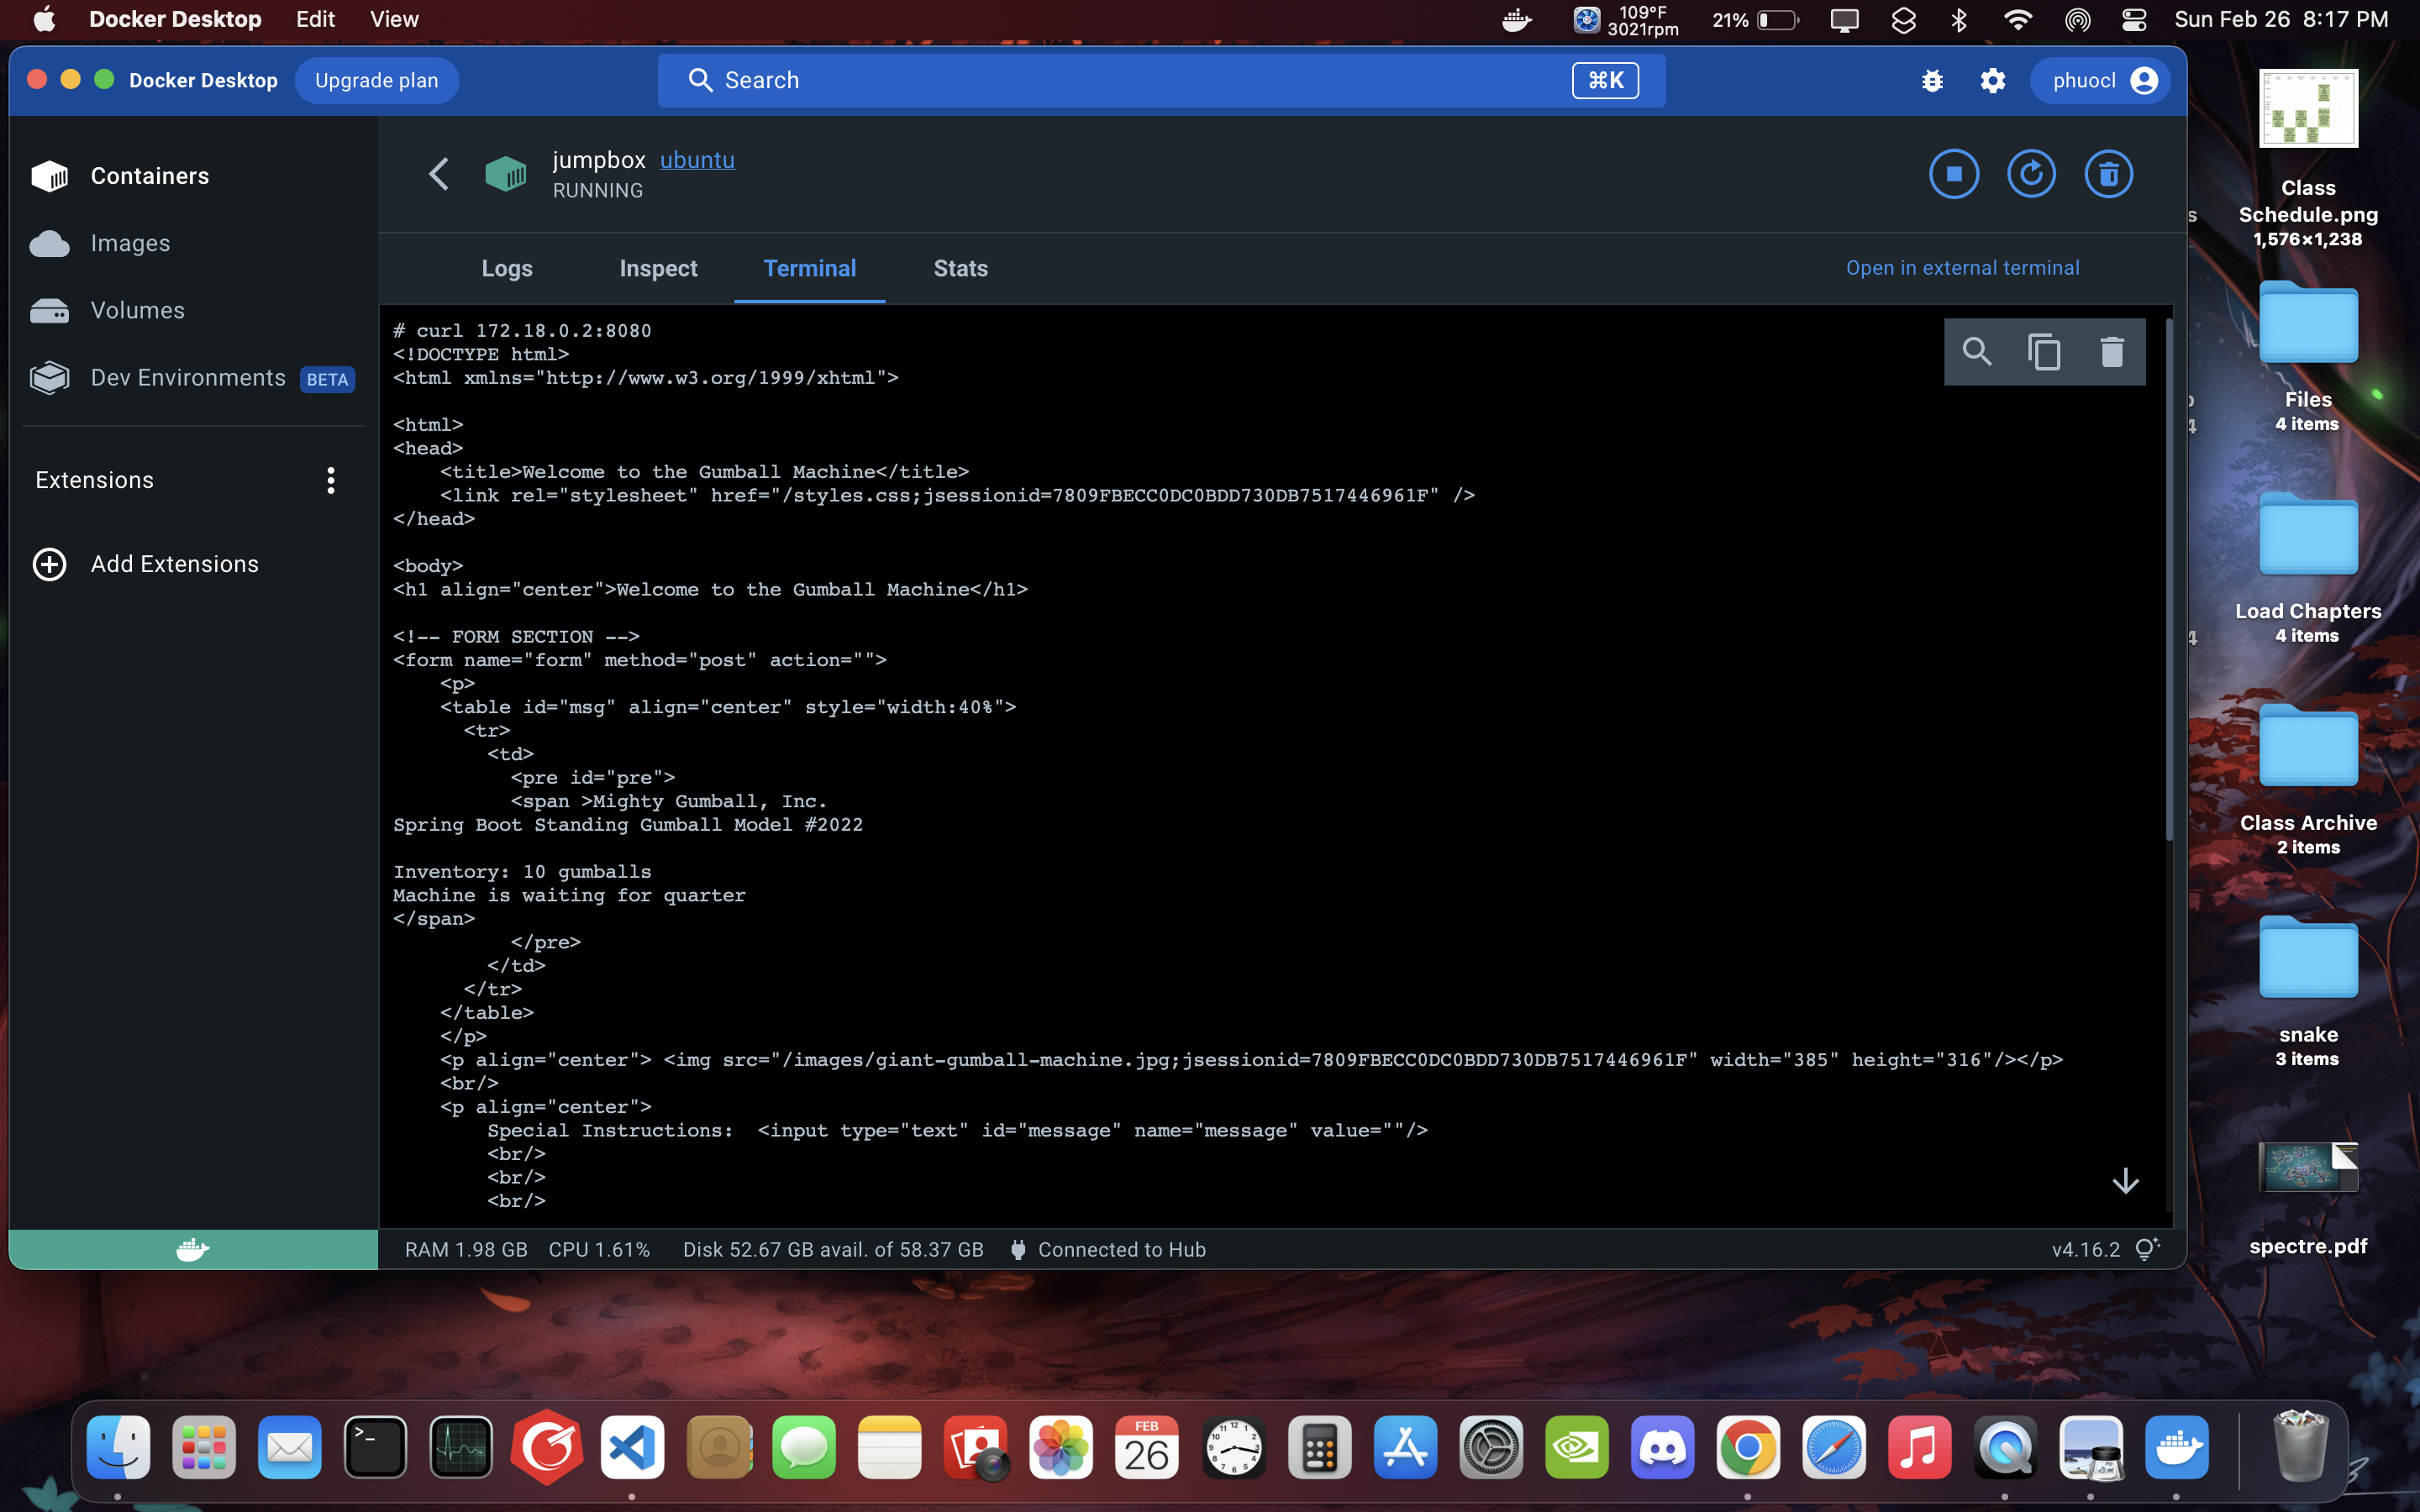 Docker Desktop Edit View 109°F 3021rpm 21% Sun Feb 26 8:17 PM
Docker Desktop Upgrade plan Search ⌘K phuocl
Containers
Images
Volumes
Dev Environments BETA
Extensions
Add Extensions
jumpbox ubuntu
RUNNING
Logs Inspect Terminal Stats Open in external terminal
# curl 172.18.0.2:8080
<!DOCTYPE html>
<html xmlns="http://www.w3.org/1999/xhtml">
<html>
<head>
    <title>Welcome to the Gumball Machine</title>
    <link rel="stylesheet" href="/styles.css;jsessionid=7809FBECC0DC0BDD730DB7517446961F" />
</head>
<body>
<h1 align="center">Welcome to the Gumball Machine</h1>
<!-- FORM SECTION -->
<form name="form" method="post" action="">
    <p>
    <table id="msg" align="center" style="width:40%">
      <tr>
        <td>
          <pre id="pre">
          <span >Mighty Gumball, Inc.
Spring Boot Standing Gumball Model #2022
Inventory: 10 gumballs
Machine is waiting for quarter
</span>
          </pre>
        </td>
      </tr>
    </table>
    </p>
    <p align="center"> <img src="/images/giant-gumball-machine.jpg;jsessionid=7809FBECC0DC0BDD730DB7517446961F" width="385" height="316"/></p>
    <br/>
    <p align="center">
        Special Instructions:  <input type="text" id="message" name="message" value=""/>
        <br/>
        <br/>
        <br/>
RAM 1.98 GB CPU 1.61% Disk 52.67 GB avail. of 58.37 GB Connected to Hub v4.16.2
Class
Schedule.png
1,576×1,238
Files
4 items
Load Chapters
4 items
Class Archive
2 items
snake
3 items
spectre.pdf
FEB
26